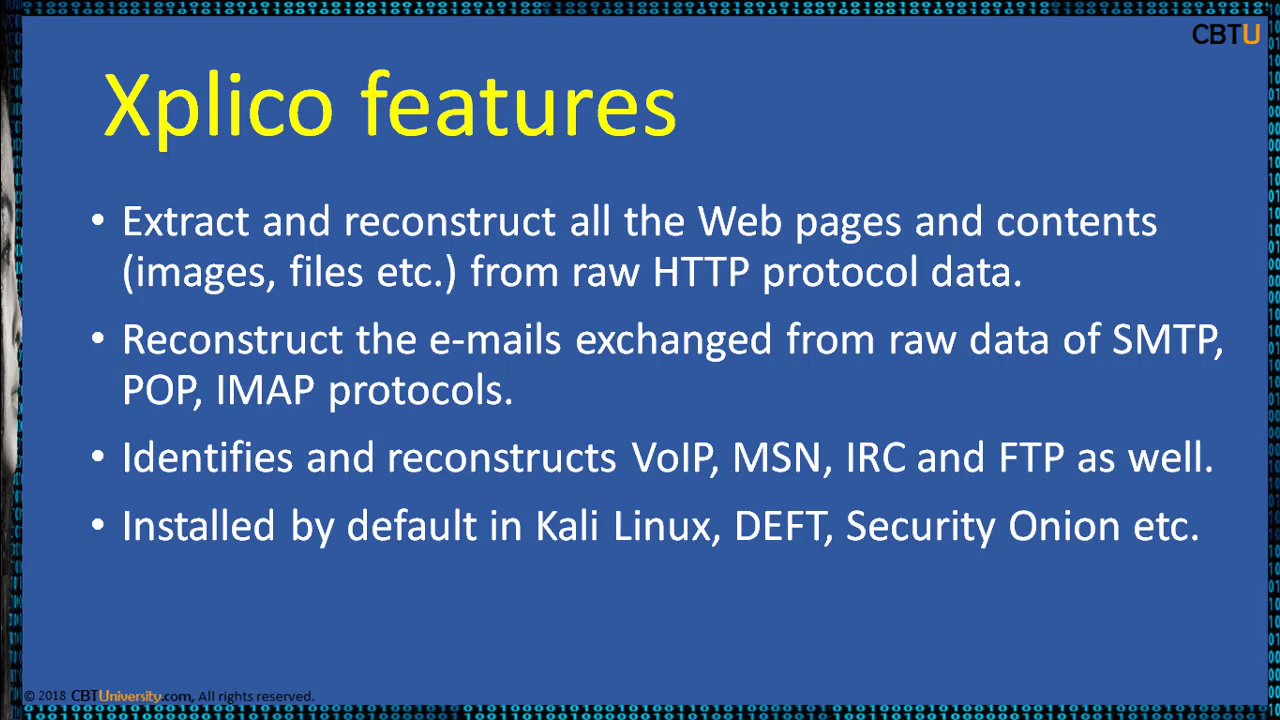 CBTU
Xplico features
• Extract and reconstruct all the Web pages and contents
(images, files etc.) from raw HTTP protocol data.
• Reconstruct the e-mails exchanged from raw data of SMTP,
POP, IMAP protocols.
• Identifies and reconstructs VoIP, MSN, IRC and FTP as well.
• Installed by default in Kali Linux, DEFT, Security Onion etc.
© 2018 CBTUniversity.com, All rights reserved.